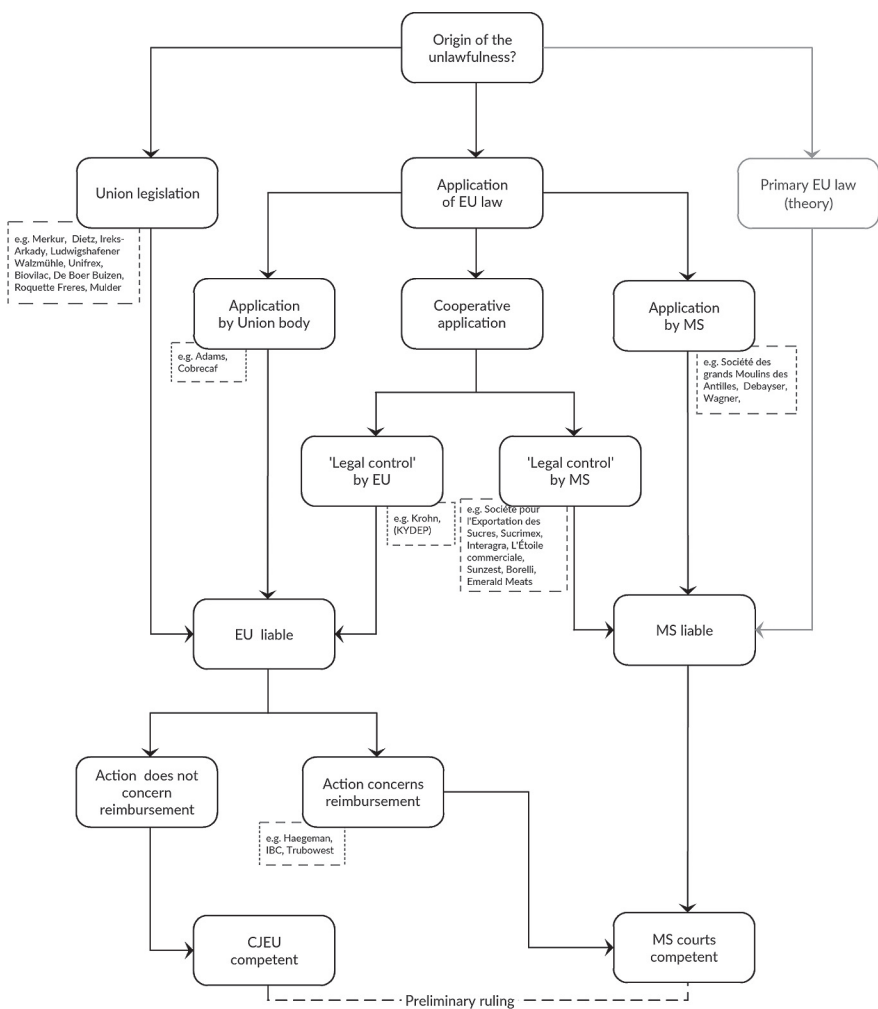 Origin of the
unlawfulness?
Union legislation
Application
of EU law
Primary EU law
(theory)
e.g. Merkur, Dietz, Ireks-
Arkady, Ludwigshafener
Walzmühle, Unifrex,
Biovilac, De Boer Buizen,
Roquette Freres, Mulder
Application
by Union body
Cooperative
application
Application
by MS
e.g. Adams,
Cobrecaf
e.g. Société des
grands Moulins des
Antilles, Debayser,
Wagner,
'Legal control'
by EU
'Legal control'
by MS
e.g. Krohn,
(KYDEP)
e.g. Société pour
l'Exportation des
Sucres, Sucrimex,
Interagra, L'Étoile
commerciale,
Sunzest, Borelli,
Emerald Meats
EU liable
MS liable
Action does not
concern
reimbursement
Action concerns
reimbursement
e.g. Haegeman,
IBC, Trubowest
CJEU
competent
MS courts
competent
Preliminary ruling